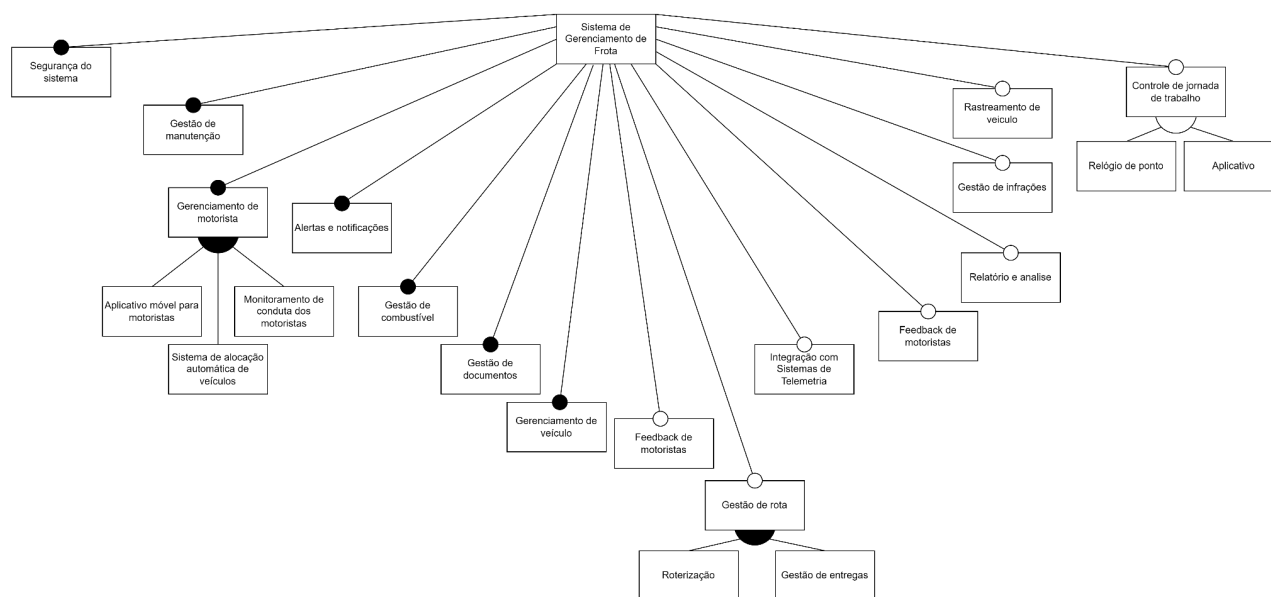 Sistema de
Gerenciamento de
Frota
Segurança do
sistema
Controle de jornada
de trabalho
Rastreamento de
veiculo
Gestão de
manutenção
Relógio de ponto
Aplicativo
Gestão de infrações
Gerenciamento de
motorista
Alertas e notificações
Relatório e analise
Aplicativo móvel para
motoristas
Monitoramento de
conduta dos
motoristas
Sistema de alocação
automática de
veículos
Gestão de
combustível
Feedback de
motoristas
Gestão de
documentos
Integração com
Sistemas de
Telemetria
Gerenciamento de
veículo
Feedback de
motoristas
Gestão de rota
Roterização
Gestão de entregas